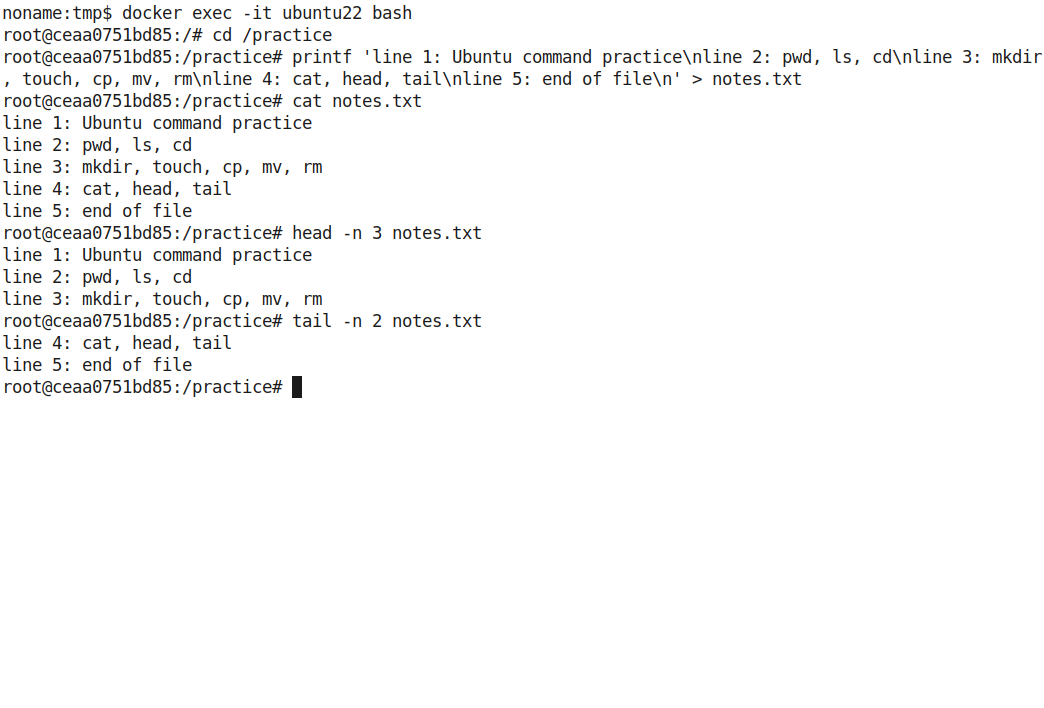 noname:tmp$ docker exec -it ubuntu22 bash
root@ceaa0751bd85:/# cd /practice
root@ceaa0751bd85:/practice# printf 'line 1: Ubuntu command practice\nline 2: pwd, ls, cd\nline 3: mkdir
, touch, cp, mv, rm\nline 4: cat, head, tail\nline 5: end of file\n' > notes.txt
root@ceaa0751bd85:/practice# cat notes.txt
line 1: Ubuntu command practice
line 2: pwd, ls, cd
line 3: mkdir, touch, cp, mv, rm
line 4: cat, head, tail
line 5: end of file
root@ceaa0751bd85:/practice# head -n 3 notes.txt
line 1: Ubuntu command practice
line 2: pwd, ls, cd
line 3: mkdir, touch, cp, mv, rm
root@ceaa0751bd85:/practice# tail -n 2 notes.txt
line 4: cat, head, tail
line 5: end of file
root@ceaa0751bd85:/practice#